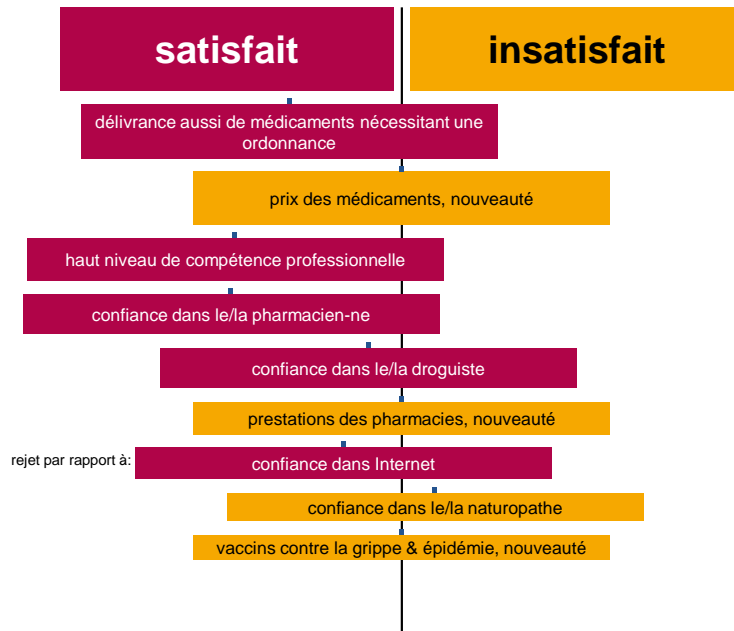 satisfait
insatisfait
délivrance aussi de médicaments nécessitant une
ordonnance
prix des médicaments, nouveauté
haut niveau de compétence professionnelle
confiance dans le/la pharmacien-ne
confiance dans le/la droguiste
prestations des pharmacies, nouveauté
rejet par rapport à:
confiance dans Internet
confiance dans le/la naturopathe
vaccins contre la grippe & épidémie, nouveauté